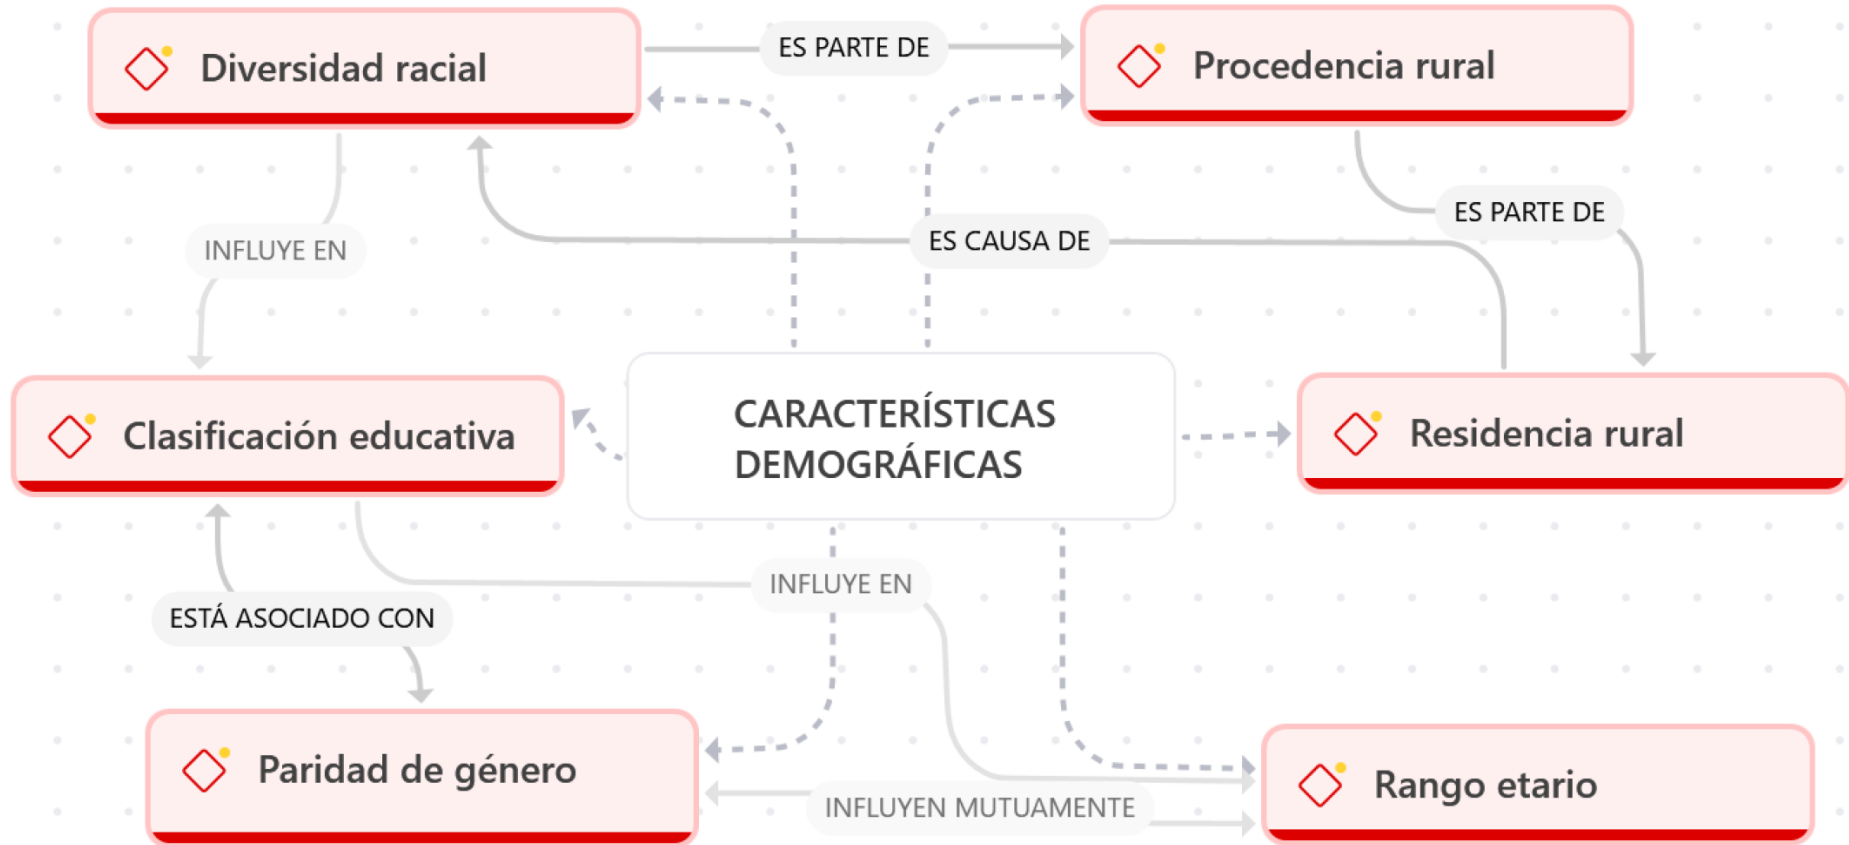 Diversidad racial
ES PARTE DE
Procedencia rural
ES PARTE DE
ES CAUSA DE
INFLUYE EN
CARACTERÍSTICAS
DEMOGRÁFICAS
Clasificación educativa
Residencia rural
INFLUYE EN
ESTÁ ASOCIADO CON
Paridad de género
Rango etario
INFLUYEN MUTUAMENTE